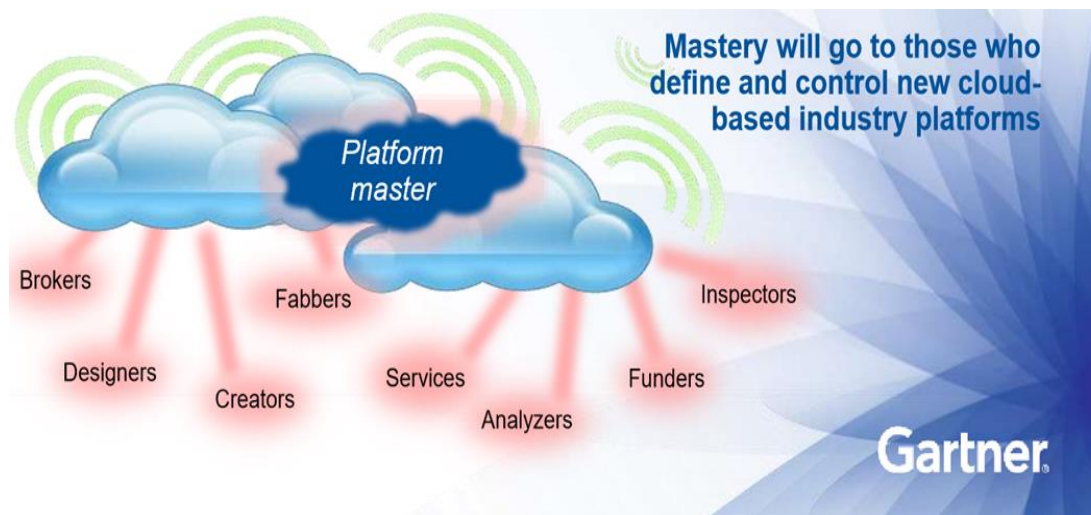 Mastery will go to those who
define and control new cloud-
based industry platforms
Platform
master
Brokers
Fabbers
Inspectors
Designers
Creators
Services
Analyzers
Funders
Gartner®